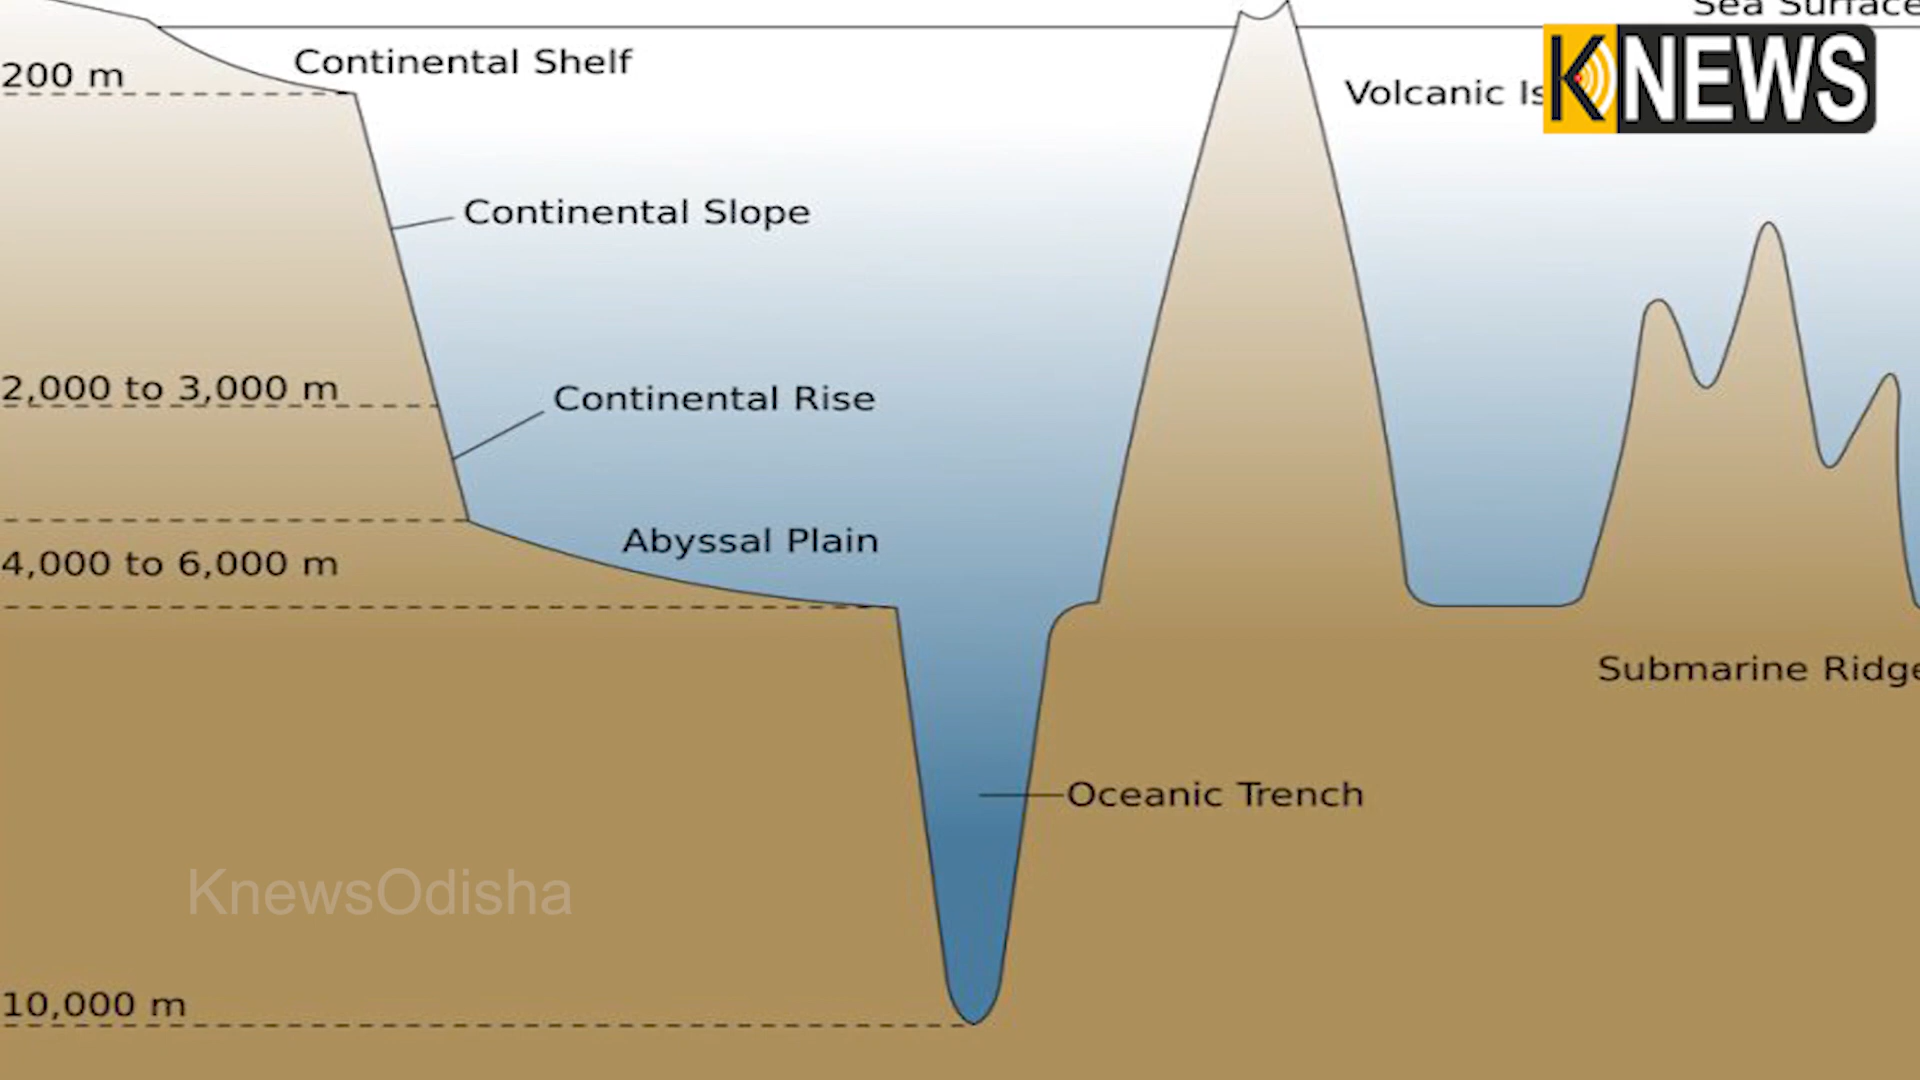 Sea Surface
Continental Shelf
200 m
Volcanic
KNEWS
Continental Slope
2,000 to 3,000 m
Continental Rise
Abyssal Plain
4,000 to 6,000 m
Submarine Ridge
Oceanic Trench
KnewsOdisha
10,000 m